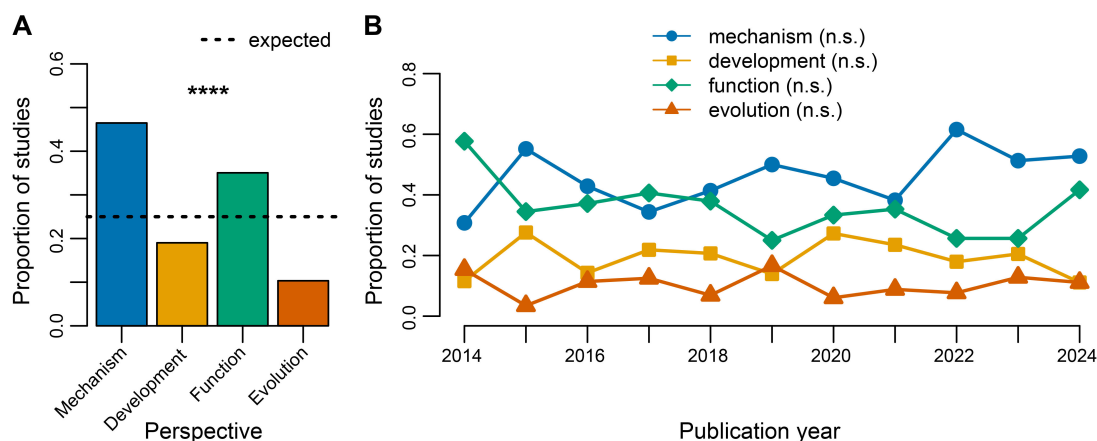 A
expected
****
Proportion of studies
0.6
0.4
0.2
0.0
Mechanism
Development
Function
Evolution
Perspective
B
mechanism (n.s.)
development (n.s.)
function (n.s.)
evolution (n.s.)
Proportion of studies
0.8
0.6
0.4
0.2
0.0
2014 2016 2018 2020 2022 2024
Publication year